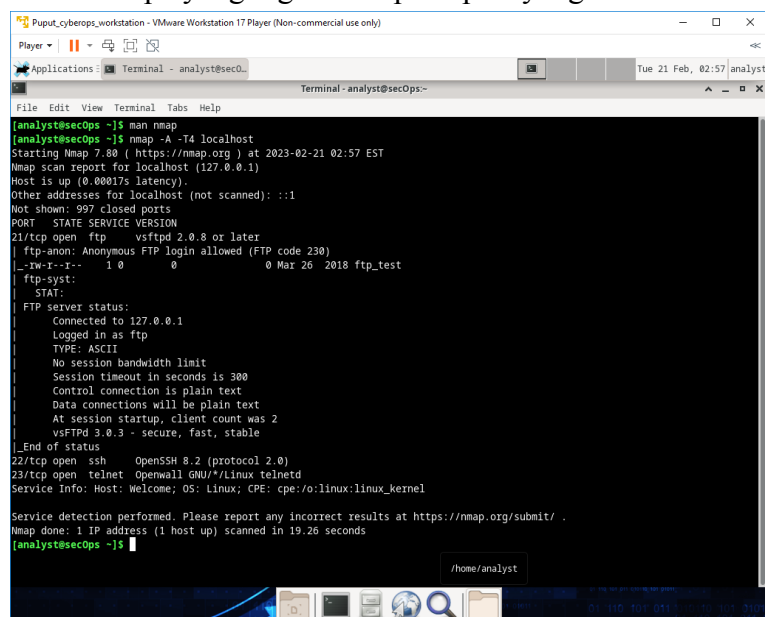 Puput_cyberops_workstation - VMware Workstation 17 Player (Non-commercial use only)
Player
Applications Terminal - analyst@secO... Tue 21 Feb, 02:57 analyst
Terminal - analyst@secOps:~
File Edit View Terminal Tabs Help
[analyst@secOps ~]$ man nmap
[analyst@secOps ~]$ nmap -A -T4 localhost
Starting Nmap 7.80 ( https://nmap.org ) at 2023-02-21 02:57 EST
Nmap scan report for localhost (127.0.0.1)
Host is up (0.00017s latency).
Other addresses for localhost (not scanned): ::1
Not shown: 997 closed ports
PORT   STATE SERVICE VERSION
21/tcp open  ftp     vsftpd 2.0.8 or later
| ftp-anon: Anonymous FTP login allowed (FTP code 230)
|_-rw-r--r--    1 0        0               0 Mar 26  2018 ftp_test
| ftp-syst:
|   STAT:
| FTP server status:
|      Connected to 127.0.0.1
|      Logged in as ftp
|      TYPE: ASCII
|      No session bandwidth limit
|      Session timeout in seconds is 300
|      Control connection is plain text
|      Data connections will be plain text
|      At session startup, client count was 2
|      vsFTPd 3.0.3 - secure, fast, stable
|_End of status
22/tcp open  ssh     OpenSSH 8.2 (protocol 2.0)
23/tcp open  telnet  Openwall GNU/*/Linux telnetd
Service Info: Host: Welcome; OS: Linux; CPE: cpe:/o:linux:linux_kernel
Service detection performed. Please report any incorrect results at https://nmap.org/submit/ .
Nmap done: 1 IP address (1 host up) scanned in 19.26 seconds
[analyst@secOps ~]$
/home/analyst